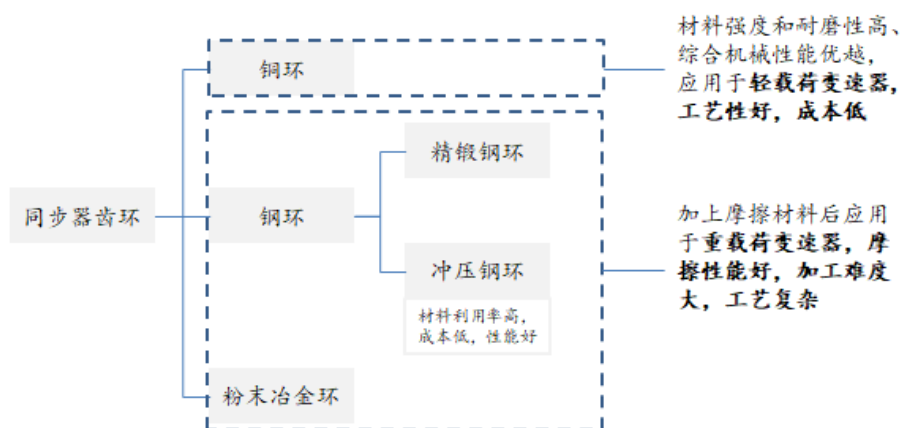 材料强度和耐磨性高、
综合机械性能优越，
应用于轻载荷变速器，
工艺性好，成本低
铜环
精锻钢环
同步器齿环
钢环
加上摩擦材料后应用
于重载荷变速器，摩
擦性能好，加工难度
大，工艺复杂
冲压钢环
材料利用率高，
成本低，性能好
粉末冶金环